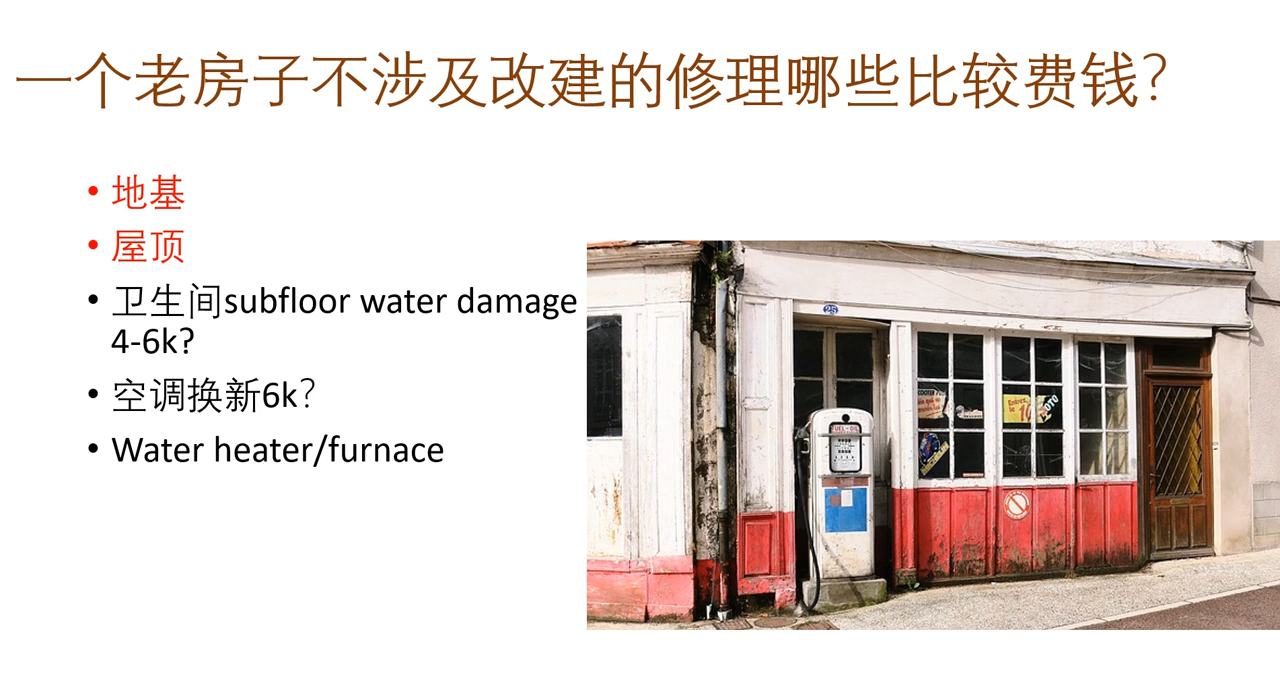 一个老房子不涉及改建的修理哪些比较费钱？
• 地基
• 屋顶
• 卫生间subfloor water damage
4-6k?
• 空调换新6k？
• Water heater/furnace
FUEL-OIL